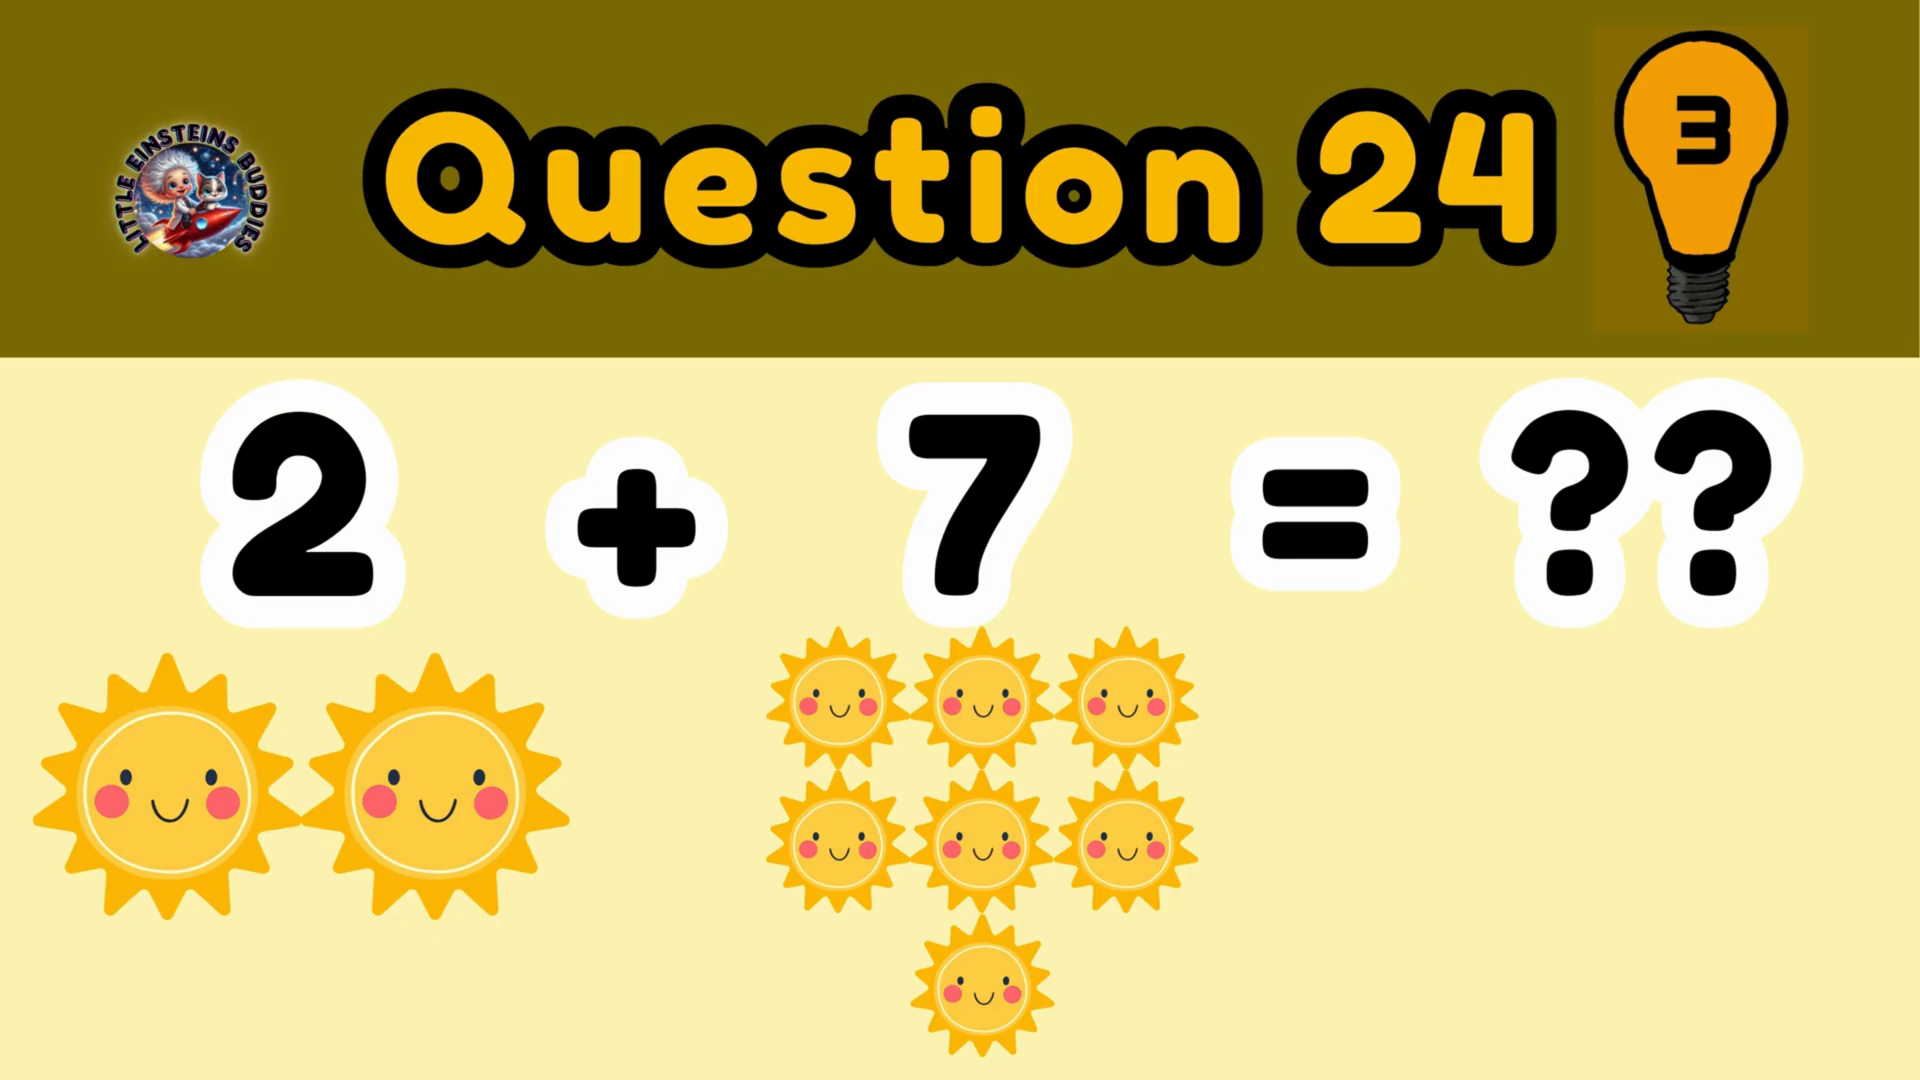 LITTLE EINSTEINS BUDDIES
Question 24
3
2 + 7 = ??